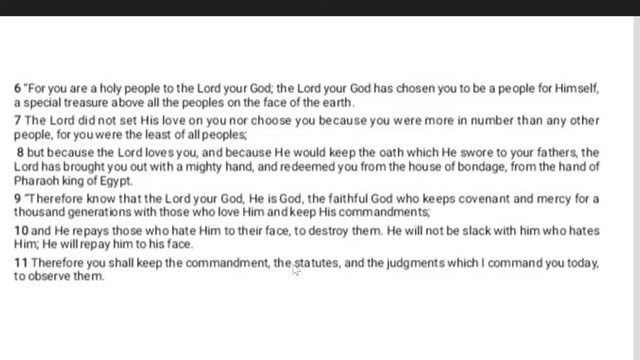 6 "For you are a holy people to the Lord your God; the Lord your God has chosen you to be a people for Himself,
a special treasure above all the peoples on the face of the earth.
7 The Lord did not set His love on you nor choose you because you were more in number than any other
people, for you were the least of all peoples;
8 but because the Lord loves you, and because He would keep the oath which He swore to your fathers, the
Lord has brought you out with a mighty hand, and redeemed you from the house of bondage, from the hand of
Pharaoh king of Egypt.
9 "Therefore know that the Lord your God, He is God, the faithful God who keeps covenant and mercy for a
thousand generations with those who love Him and keep His commandments;
10 and He repays those who hate Him to their face, to destroy them. He will not be slack with him who hates
Him; He will repay him to his face.
11 Therefore you shall keep the commandment, the statutes, and the judgments which I command you today,
to observe them.